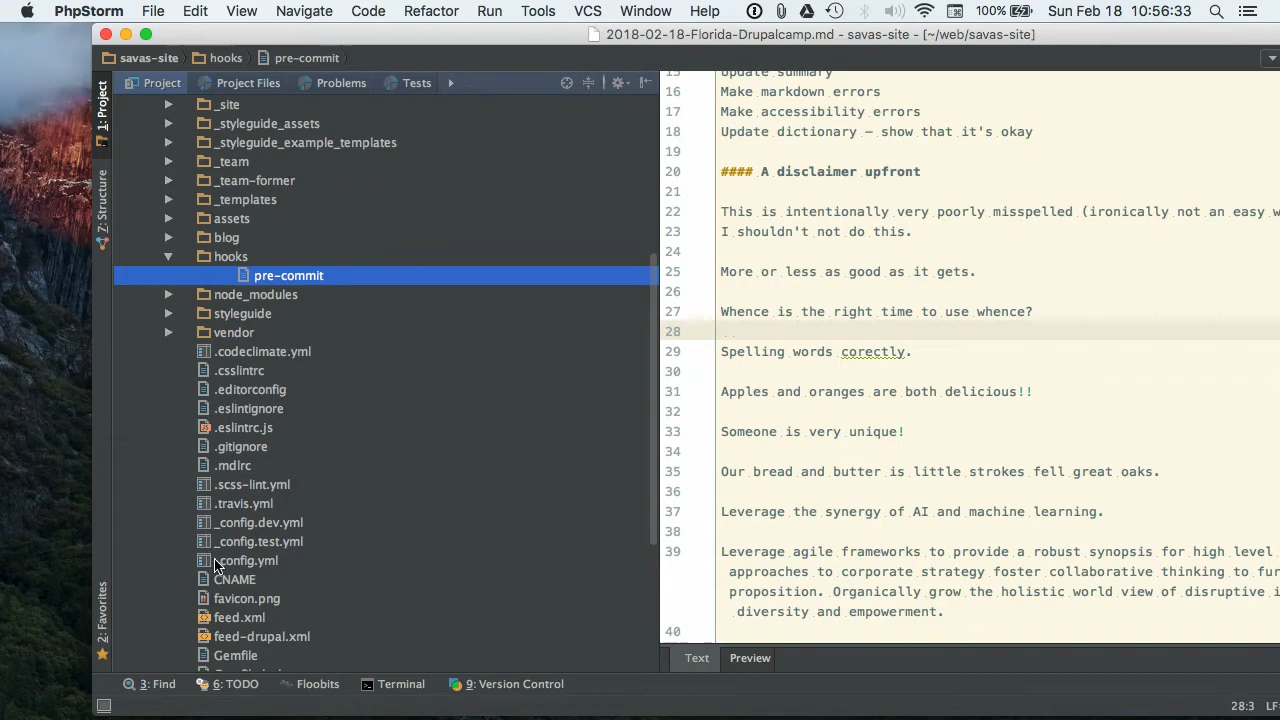 PhpStorm File Edit View Navigate Code Refactor Run Tools VCS Window Help 100% Sun Feb 18 10:56:33
2018-02-18-Florida-Drupalcamp.md - savas-site - [~/web/savas-site]
savas-site hooks pre-commit
Project Project Files Problems Tests
1: Project
7: Structure
2: Favorites
_site
_styleguide_assets
_styleguide_example_templates
_team
_team-former
_templates
assets
blog
hooks
pre-commit
node_modules
styleguide
vendor
.codeclimate.yml
.csslintrc
.editorconfig
.eslintignore
.eslintrc.js
.gitignore
.mdlrc
.scss-lint.yml
.travis.yml
_config.dev.yml
_config.test.yml
_config.yml
CNAME
favicon.png
feed.xml
feed-drupal.xml
Gemfile
15 Update summary
16 Make markdown errors
17 Make accessibility errors
18 Update dictionary – show that it's okay
19
20 #### A disclaimer upfront
21
22 This is intentionally very poorly misspelled (ironically not an easy
23 I shouldn't not do this.
24
25 More or less as good as it gets.
26
27 Whence is the right time to use whence?
28
29 Spelling words corectly.
30
31 Apples and oranges are both delicious!!
32
33 Someone is very unique!
34
35 Our bread and butter is little strokes fell great oaks.
36
37 Leverage the synergy of AI and machine learning.
38
39 Leverage agile frameworks to provide a robust synopsis for high level
approaches to corporate strategy foster collaborative thinking to
proposition. Organically grow the holistic world view of disruptive
diversity and empowerment.
40
Text Preview
3: Find 6: TODO Floobits Terminal 9: Version Control
28:3 LF